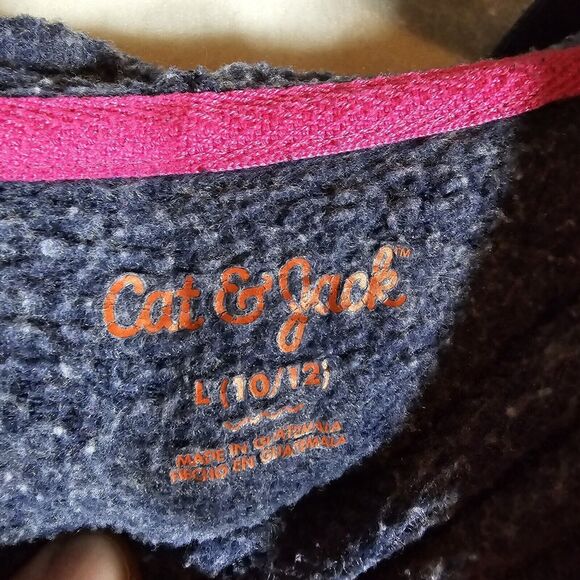 Cat & Jack™
L (10/12)
MADE IN GUATEMALA
HECHO EN GUATEMALA